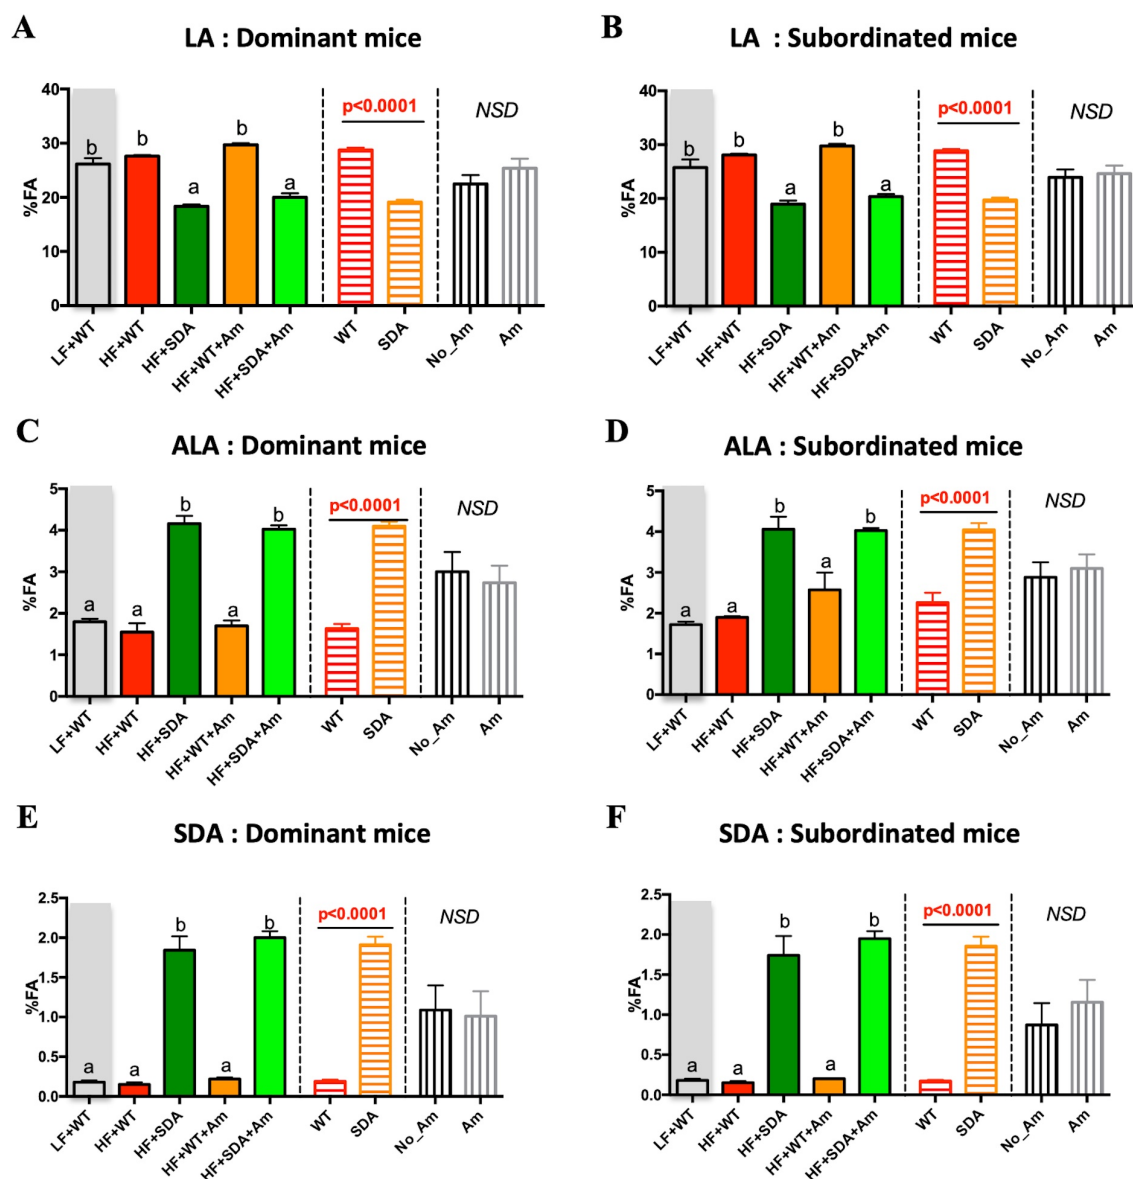 A
LA : Dominant mice
40
30
20
10
0
%FA
b
b
a
b
a
p<0.0001
NSD
LF+WT
HF+WT
HF+SDA
HF+WT+Am
HF+SDA+Am
WT
SDA
No_Am
Am
B
LA : Subordinated mice
40
30
20
10
0
%FA
b
b
a
b
a
p<0.0001
NSD
LF+WT
HF+WT
HF+SDA
HF+WT+Am
HF+SDA+Am
WT
SDA
No_Am
Am
C
ALA : Dominant mice
5
4
3
2
1
0
%FA
a
a
b
a
b
p<0.0001
NSD
LF+WT
HF+WT
HF+SDA
HF+WT+Am
HF+SDA+Am
WT
SDA
No_Am
Am
D
ALA : Subordinated mice
5
4
3
2
1
0
%FA
a
a
b
a
b
p<0.0001
NSD
LF+WT
HF+WT
HF+SDA
HF+WT+Am
HF+SDA+Am
WT
SDA
No_Am
Am
E
SDA : Dominant mice
2.5
2.0
1.5
1.0
0.5
0.0
%FA
a
a
b
a
b
p<0.0001
NSD
LF+WT
HF+WT
HF+SDA
HF+WT+Am
HF+SDA+Am
WT
SDA
No_Am
Am
F
SDA : Subordinated mice
2.5
2.0
1.5
1.0
0.5
0.0
%FA
a
a
b
a
b
p<0.0001
NSD
LF+WT
HF+WT
HF+SDA
HF+WT+Am
HF+SDA+Am
WT
SDA
No_Am
Am